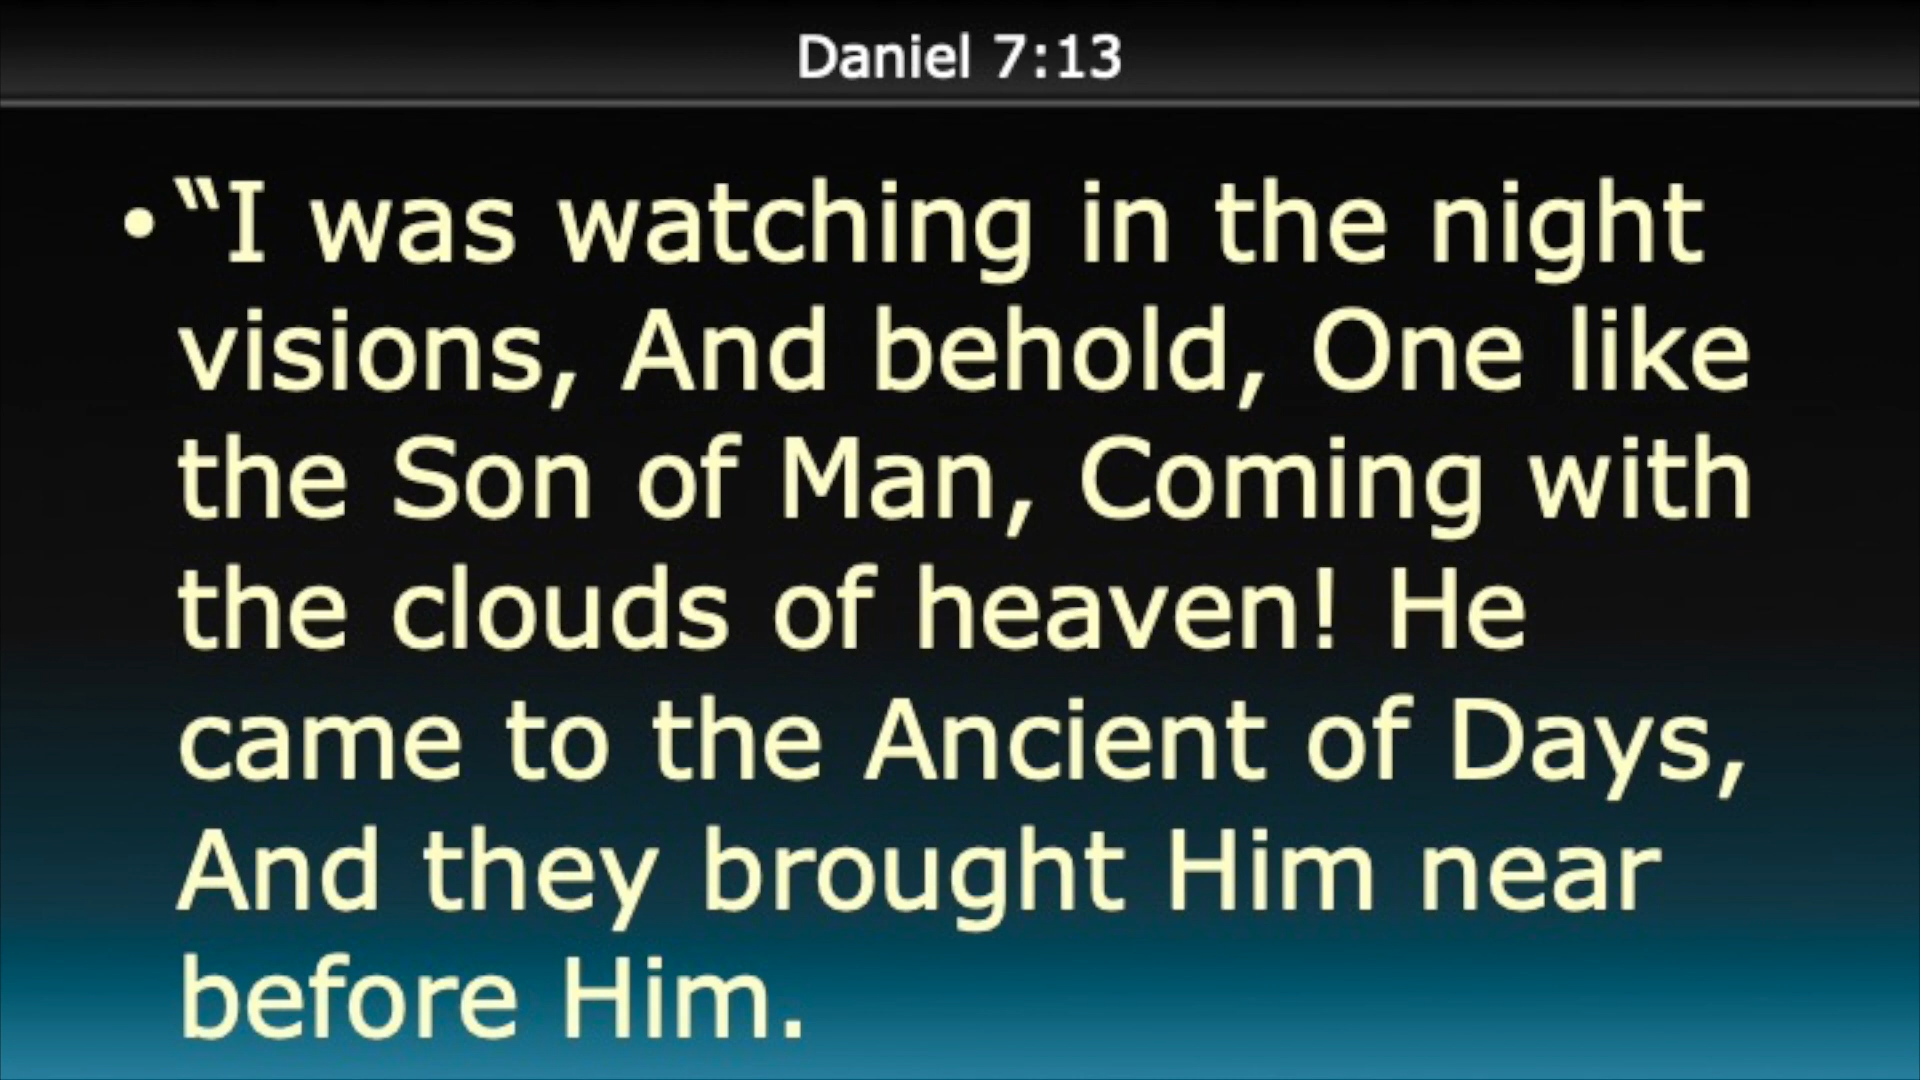 Daniel 7:13
•“I was watching in the night
visions, And behold, One like
the Son of Man, Coming with
the clouds of heaven! He
came to the Ancient of Days,
And they brought Him near
before Him.